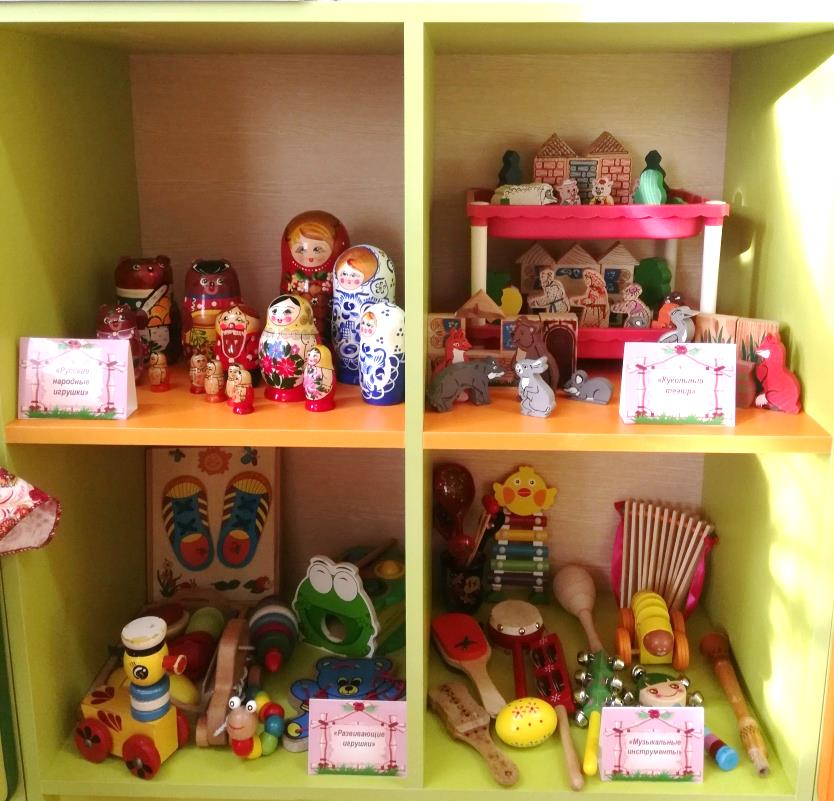 «Русские
народные
игрушки»
«Кукольный
театр»
«Развивающие
игрушки»
«Музыкальные
инструменты»